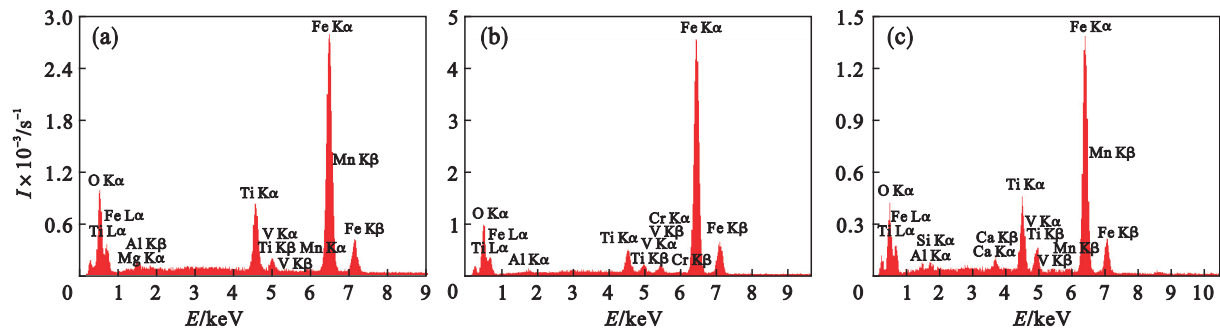 (a)
Fe Kα
3.0
2.4
1.8
1.2
0.6
0
I × 10⁻³/s⁻¹
O Kα
Fe Lα
Ti Lα
Al Kβ
Mg Kα
Ti Kα
V Kα
Ti Kβ Mn Kα
V Kβ
Mn Kβ
Fe Kβ
1 2 3 4 5 6 7 8 9
E/keV
(b)
Fe Kα
5
4
3
2
1
0
O Kα
Fe Lα
Ti Lα
Al Kα
Cr Kα
V Kβ
Ti Kα V Kα
Ti Kβ Cr Kβ
Fe Kβ
1 2 3 4 5 6 7 8 9
E/keV
(c)
Fe Kα
1.5
1.2
0.9
0.6
0.3
0
O Kα
Fe Lα
Ti Lα
Si Kα
Al Kα
Ca Kβ
Ca Kα
Ti Kα
V Kα
Ti Kβ
Mn Kβ
V Kβ
Mn Kβ
Fe Kβ
1 2 3 4 5 6 7 8 9 10
E/keV